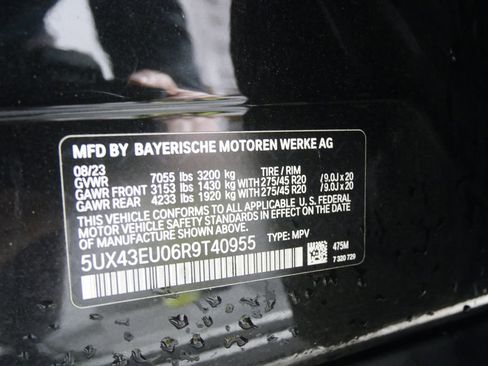 MFD BY BAYERISCHE MOTOREN WERKE AG
08/23 TIRE / RIM
GVWR 7055 lbs 3200 kg
GAWR FRONT 3153 lbs 1430 kg WITH 275/45 R20 / 9.0J x 20
GAWR REAR 4233 lbs 1920 kg WITH 275/45 R20 / 9.0J x 20
THIS VEHICLE CONFORMS TO ALL APPLICABLE U. S. FEDERAL
MOTOR VEHICLE SAFETY STANDARDS IN EFFECT ON THE
DATE OF MANUFACTURE SHOWN ABOVE. TYPE: MPV
5UX43EU06R9T40955
475M
7 320 729